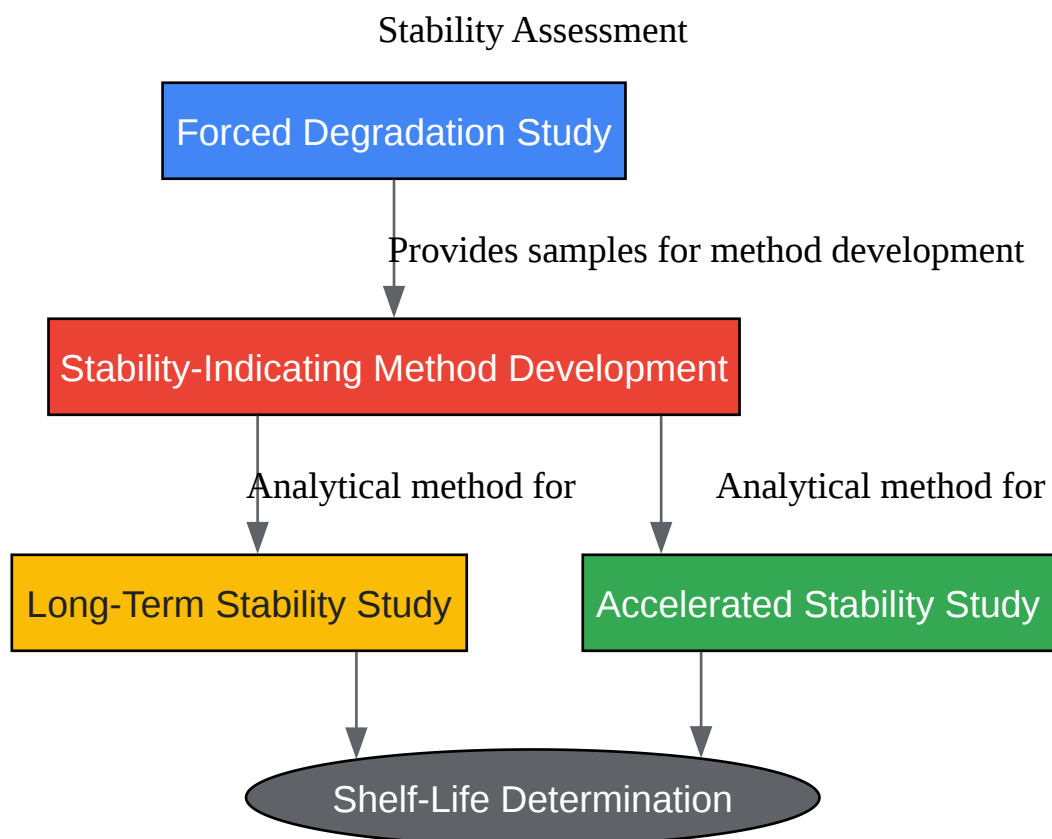 Stability Assessment
Forced Degradation Study
Provides samples for method development
Stability-Indicating Method Development
Analytical method for
Analytical method for
Long-Term Stability Study
Accelerated Stability Study
Shelf-Life Determination